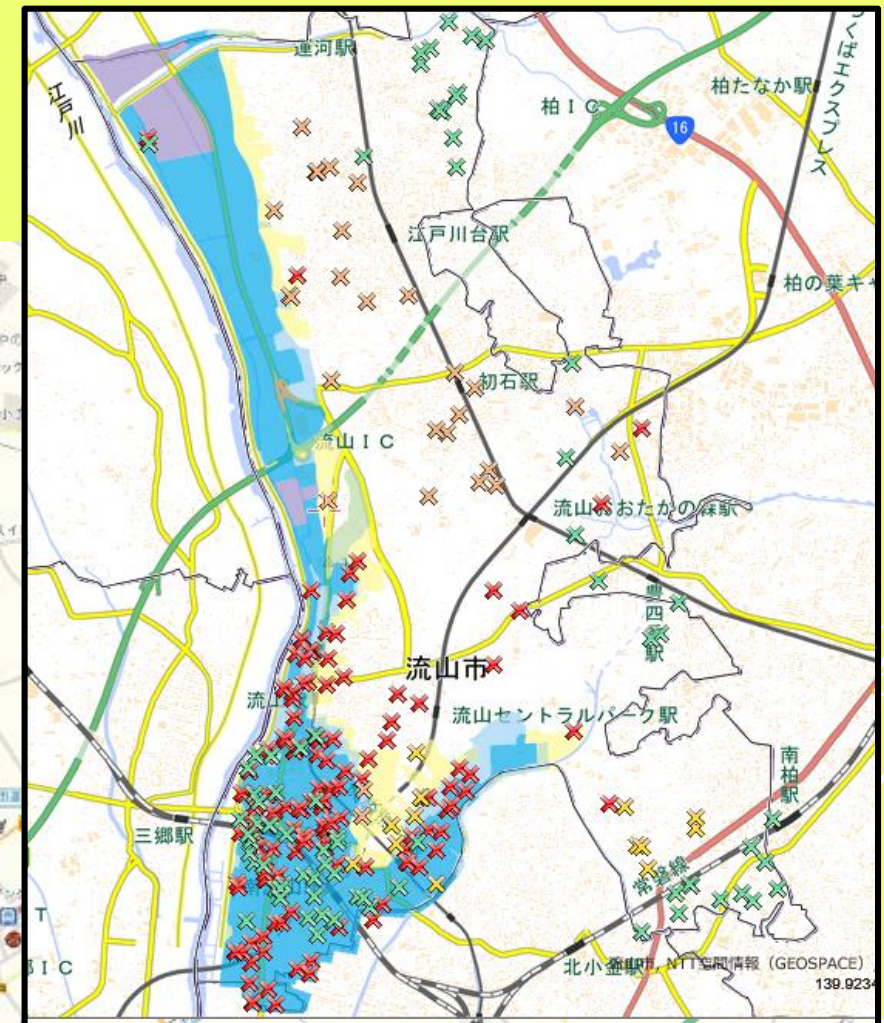 運河駅
江戸川
柏IC
16
柏たなか駅
つくばエクスプレス
江戸川台駅
柏の葉キャ
初石駅
流山IC
流山おおたかの森駅
豊四
駅
流山市
流山
流山セントラルパーク駅
南柏駅
三郷駅
常磐線
北小金駅
市, NTT空間情報(GEOSPACE)
139.9234
IC
T